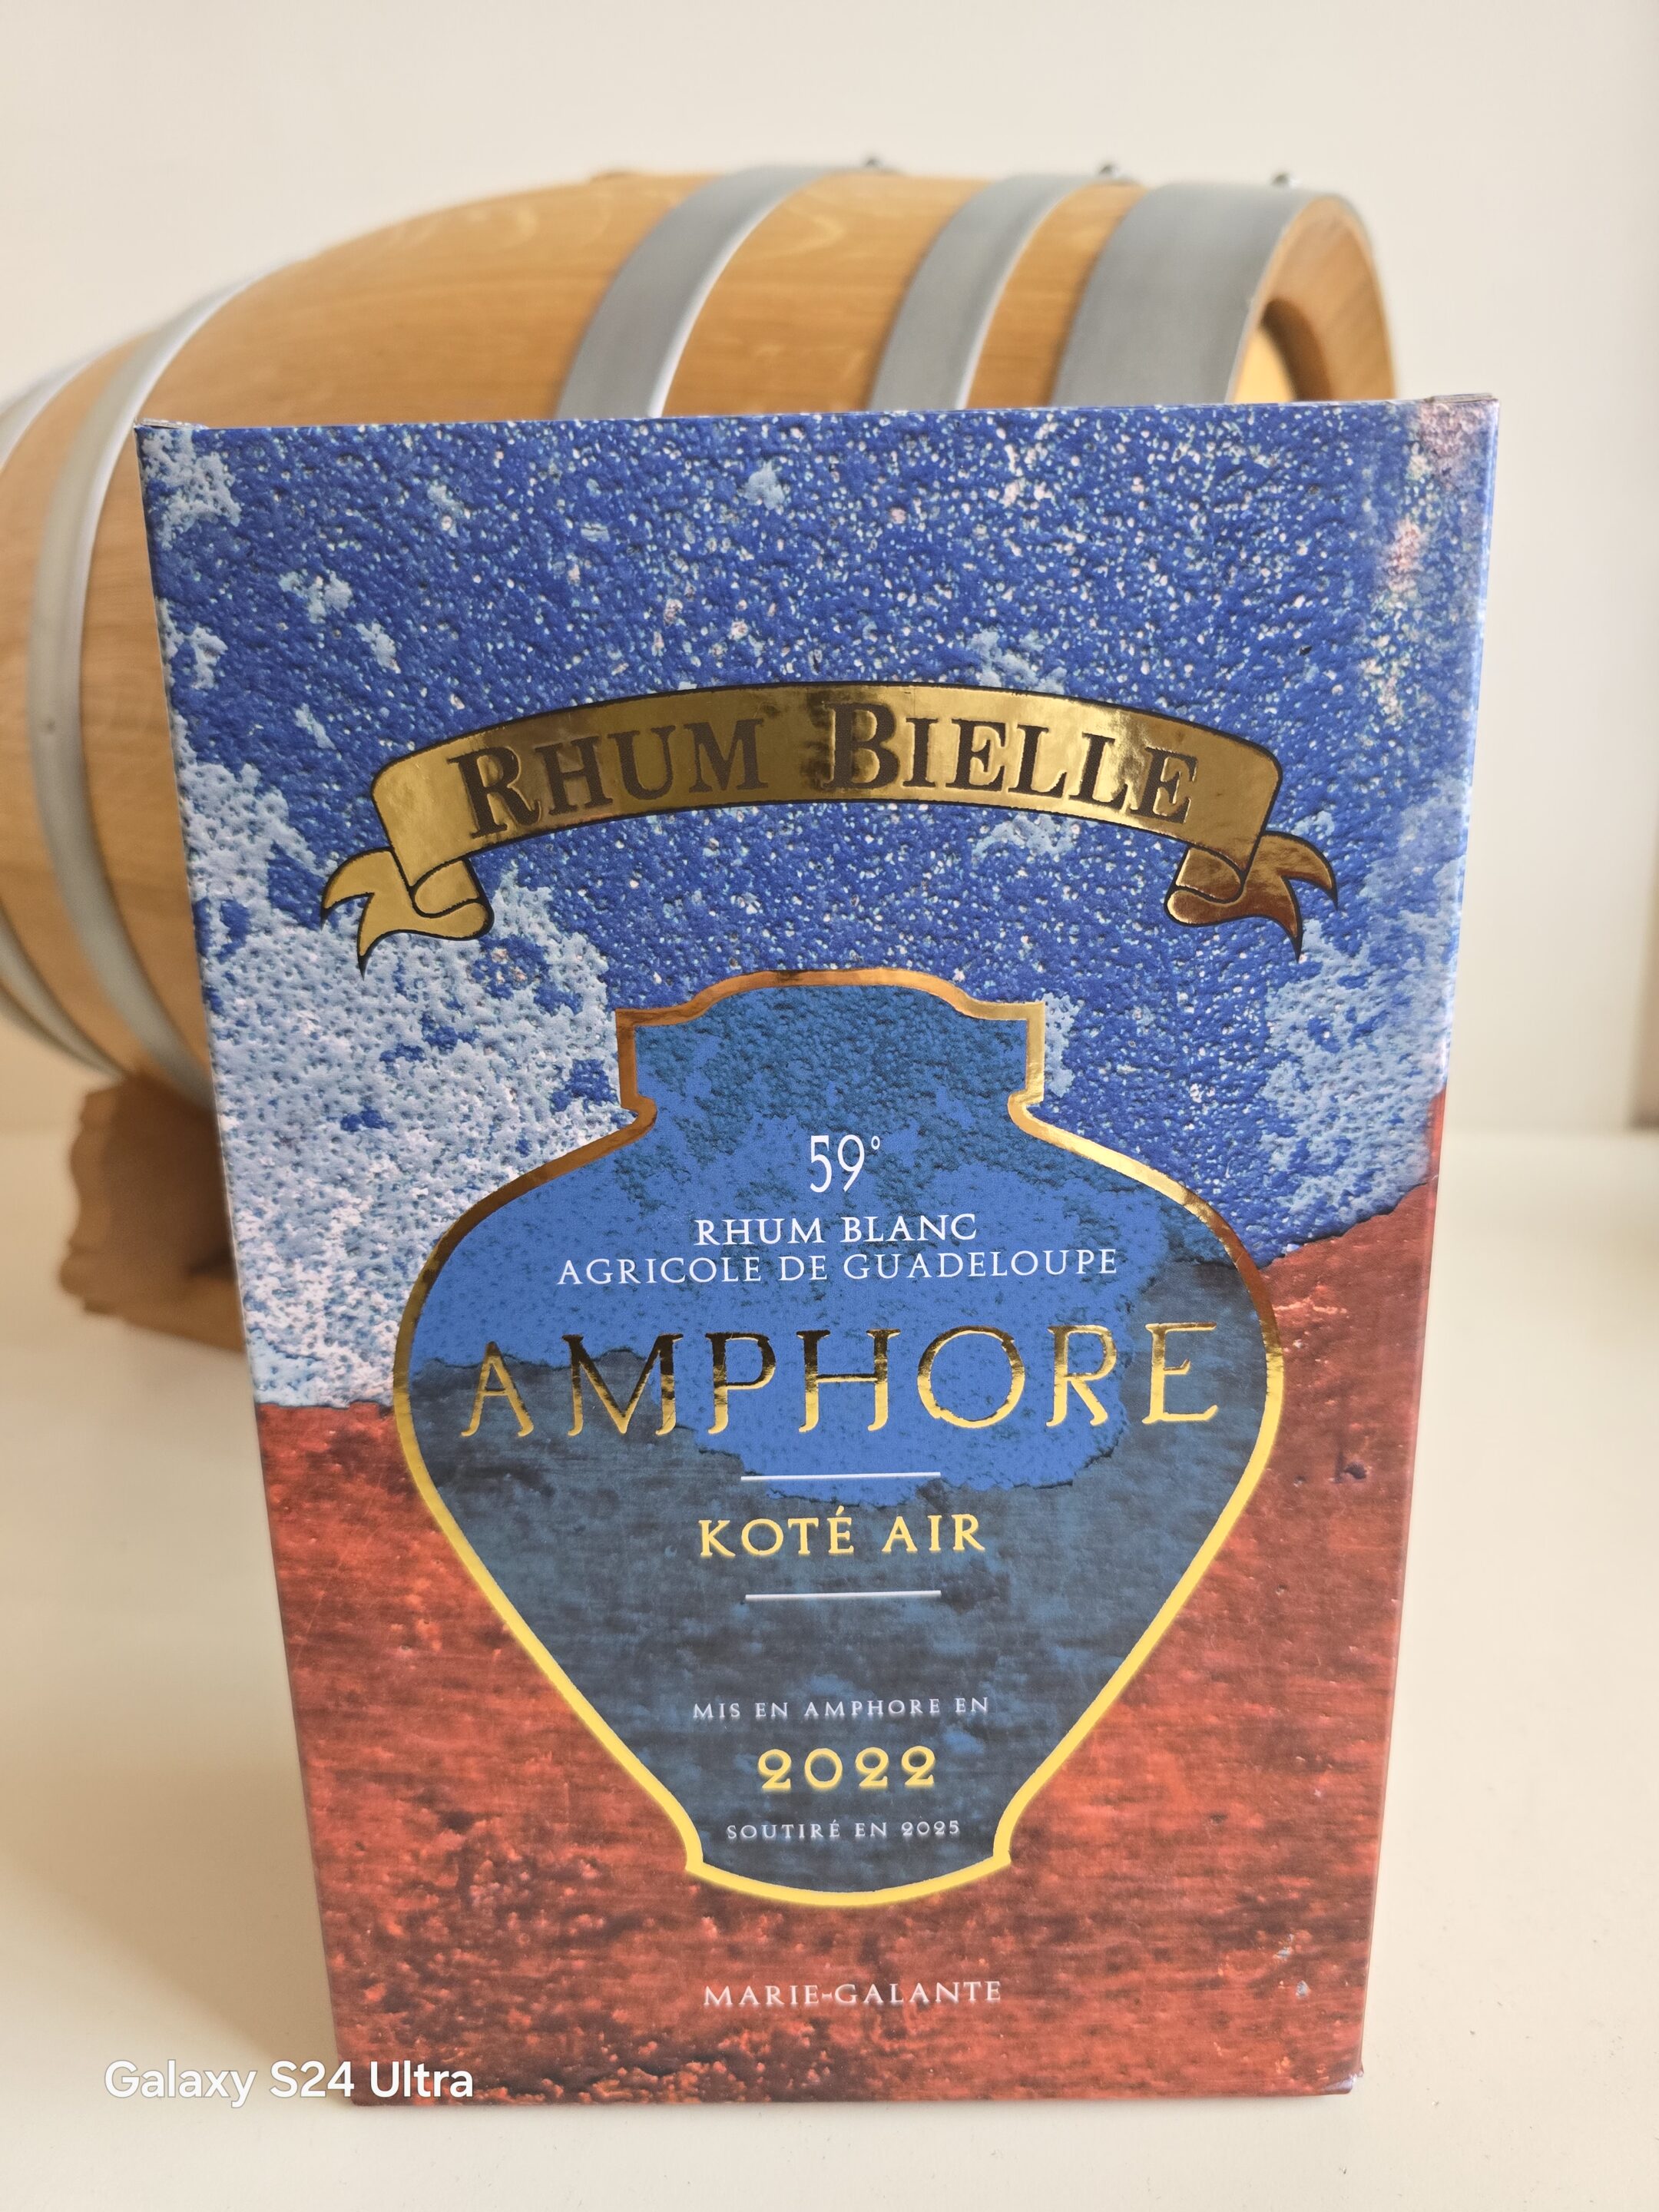 RHUM BIELLE
59°
RHUM BLANC
AGRICOLE DE GUADELOUPE
AMPHORE
KOTÉ AIR
MIS EN AMPHORE EN
2022
SOUTIRÉ EN 2025
MARIE-GALANTE
Galaxy S24 Ultra